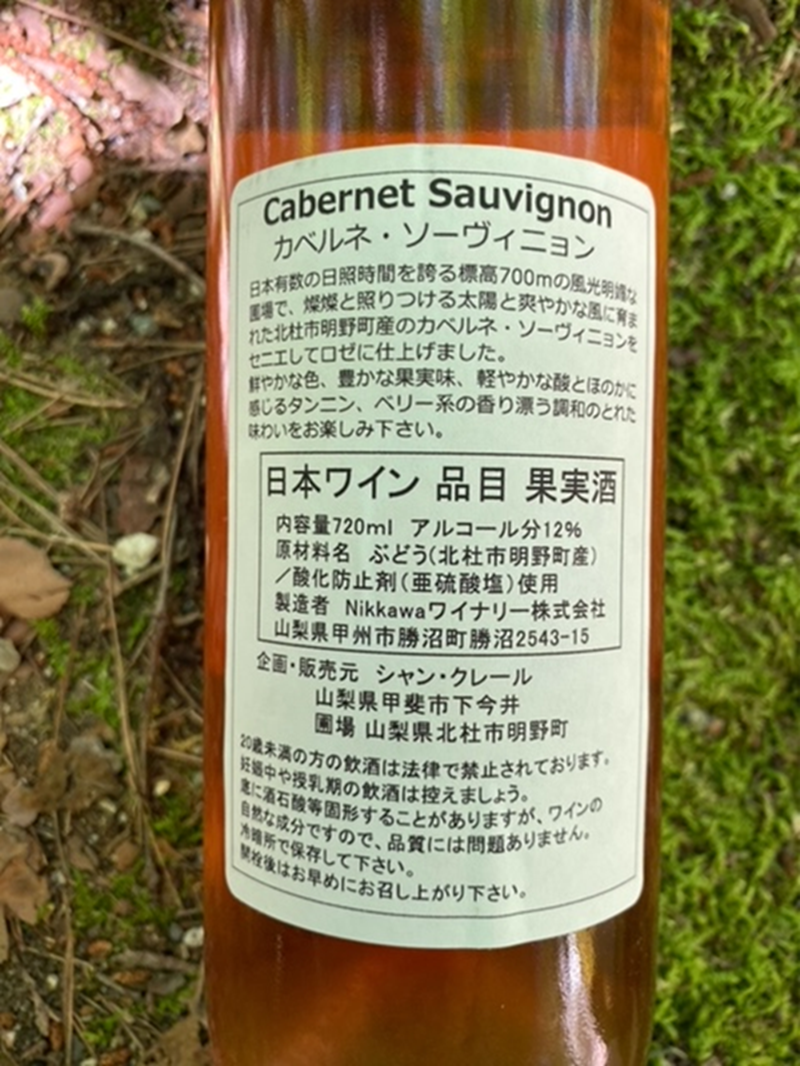 Cabernet Sauvignon
カベルネ・ソーヴィニョン
日本有数の日照時間を誇る標高700mの風光明媚な
圃場で、燦燦と照りつける太陽と爽やかな風に育ま
れた北杜市明野町産のカベルネ・ソーヴィニョンを
セニエしてロゼに仕上げました。
鮮やかな色、豊かな果実味、軽やかな酸とほのかに
感じるタンニン、ベリー系の香り漂う調和のとれた
味わいをお楽しみ下さい。
日本ワイン 品目 果実酒
内容量720ml アルコール分12%
原材料名 ぶどう(北杜市明野町産)
/酸化防止剤(亜硫酸塩)使用
製造者 Nikkawaワイナリー株式会社
山梨県甲州市勝沼町勝沼2543-15
企画・販売元 シャン・クレール
山梨県甲斐市下今井
圃場 山梨県北杜市明野町
20歳未満の方の飲酒は法律で禁止されております。
妊娠中や授乳期の飲酒は控えましょう。
底に酒石酸等固形することがありますが、ワインの
自然な成分ですので、品質には問題ありません。
冷暗所で保存して下さい。
開栓後はお早めにお召し上がり下さい。